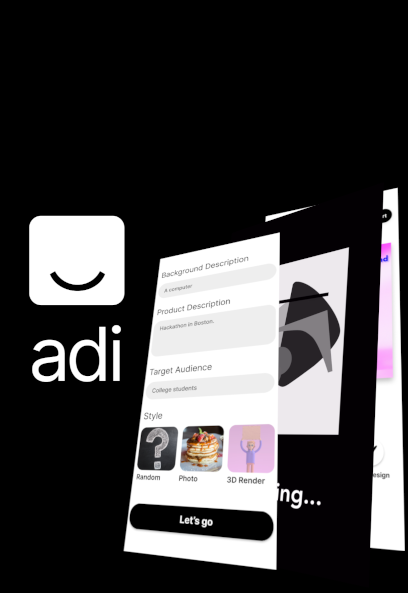 adi
Background Description
A computer
Product Description
Hackathon in Boston.
Target Audience
College students
Style
Random
Photo
3D Render
Let's go
ing...